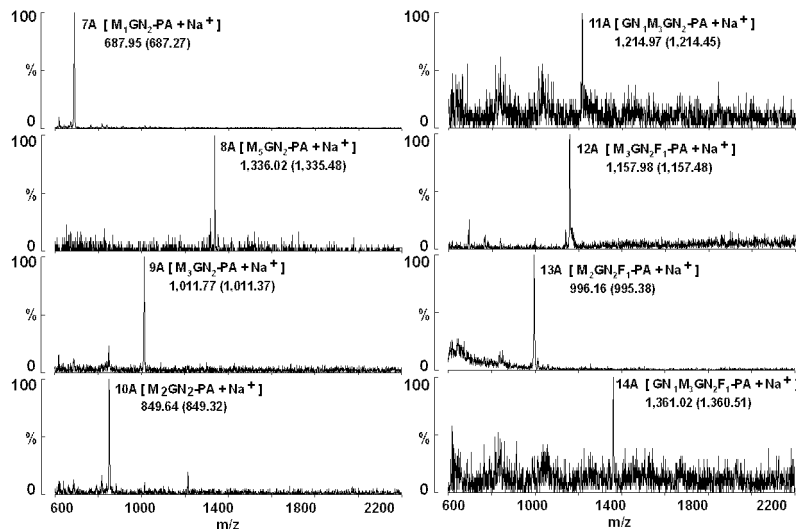 100
7A [ M₁GN₂-PA + Na⁺ ]
687.95 (687.27)
%
0
100
8A [ M₅GN₂-PA + Na⁺ ]
1,336.02 (1,335.48)
%
0
100
9A [ M₃GN₂-PA + Na⁺ ]
1,011.77 (1,011.37)
%
0
100
10A [ M₂GN₂-PA + Na⁺ ]
849.64 (849.32)
%
0
600 1000 1400 1800 2200
m/z
100
11A [GN₁M₃GN₂-PA + Na⁺]
1,214.97 (1,214.45)
%
0
100
12A [M₃GN₂F₁-PA + Na⁺]
1,157.98 (1,157.48)
%
0
100
13A [M₂GN₂F₁-PA + Na⁺]
996.16 (995.38)
%
0
100
14A [GN₁M₃GN₂F₁-PA + Na⁺]
1,361.02 (1,360.51)
%
0
600 1000 1400 1800 2200
m/z